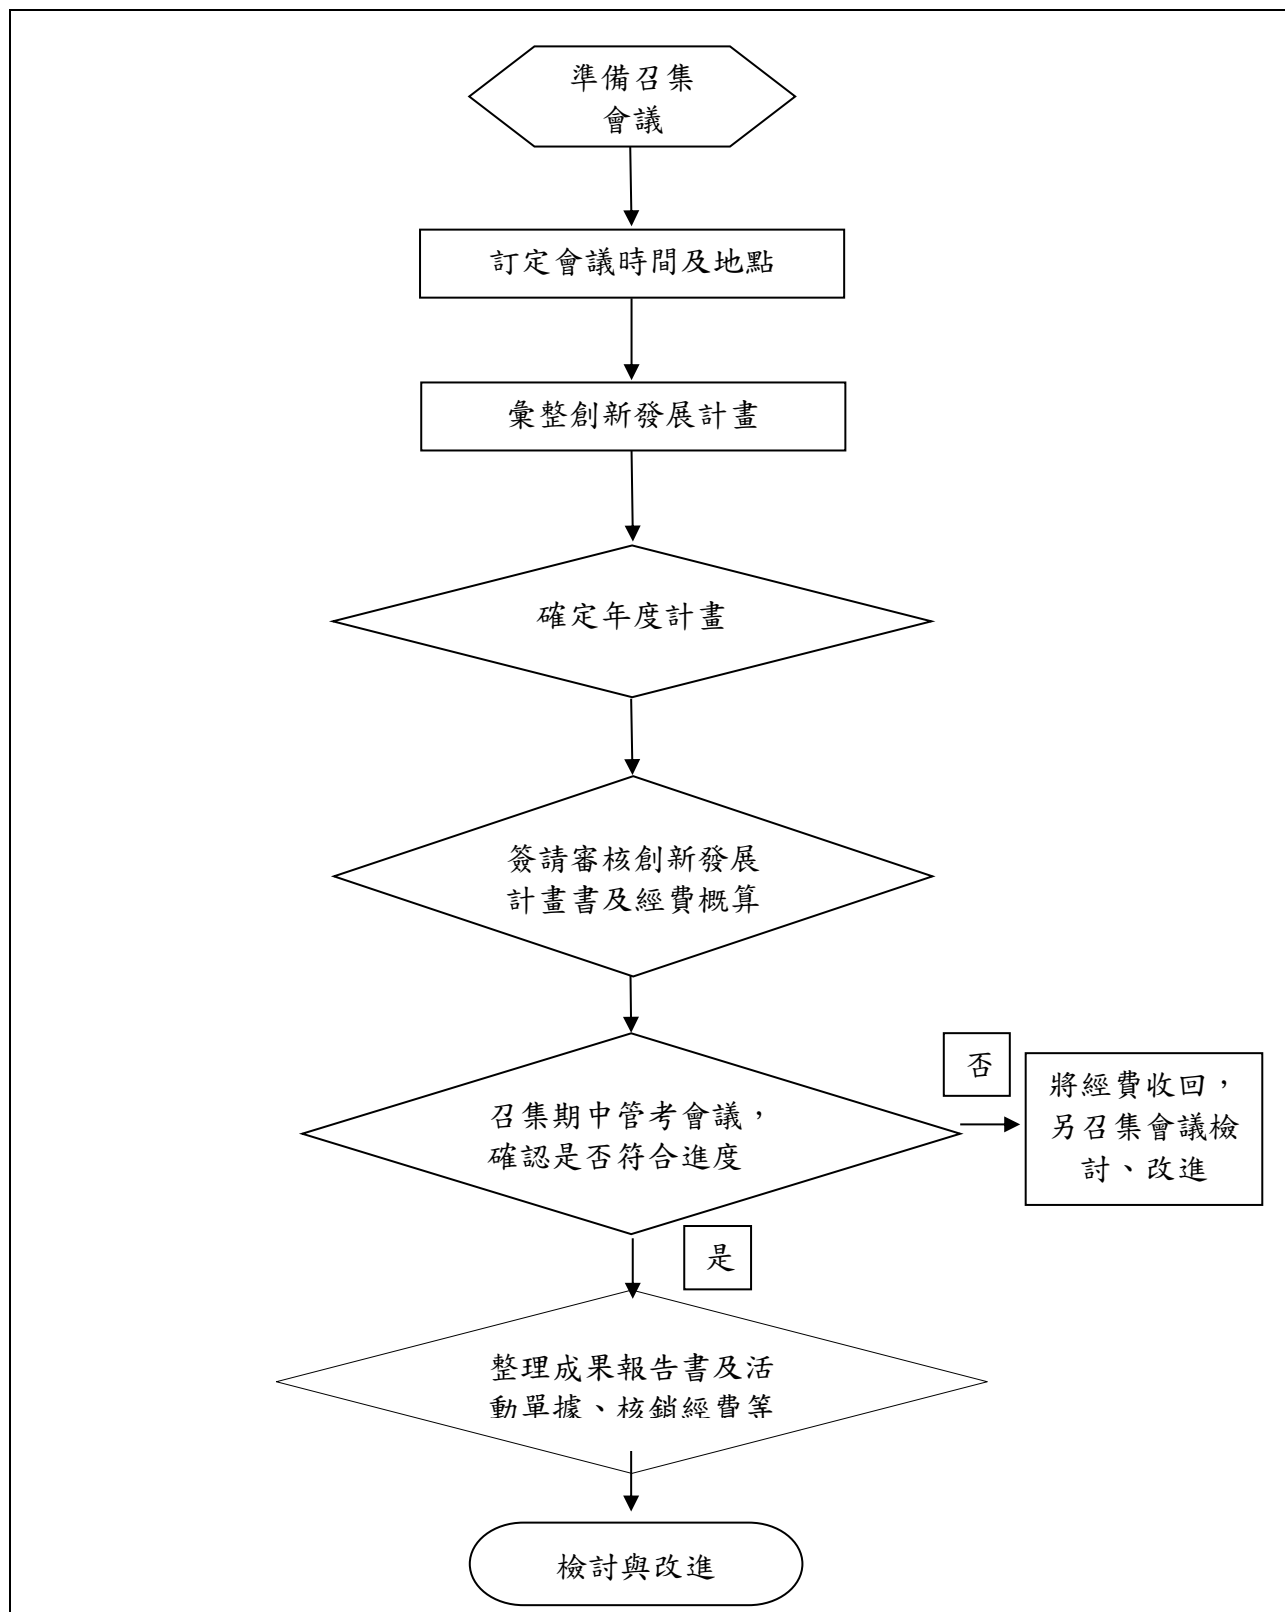 準備召集
會議
訂定會議時間及地點
彙整創新發展計畫
確定年度計畫
簽請審核創新發展
計畫書及經費概算
召集期中管考會議，
確認是否符合進度
否
將經費收回，
另召集會議檢
討、改進
是
整理成果報告書及活
動單據、核銷經費等
檢討與改進